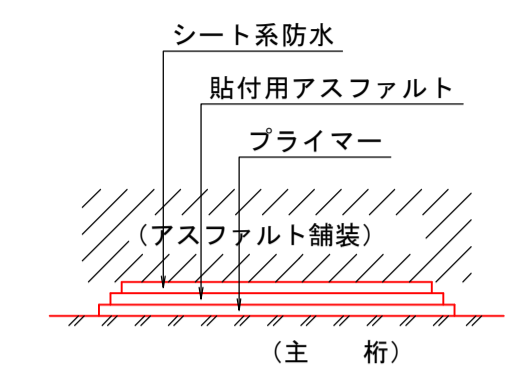 シート系防水
貼付用アスファルト
プライマー
(アスファルト舗装)
(主　桁)